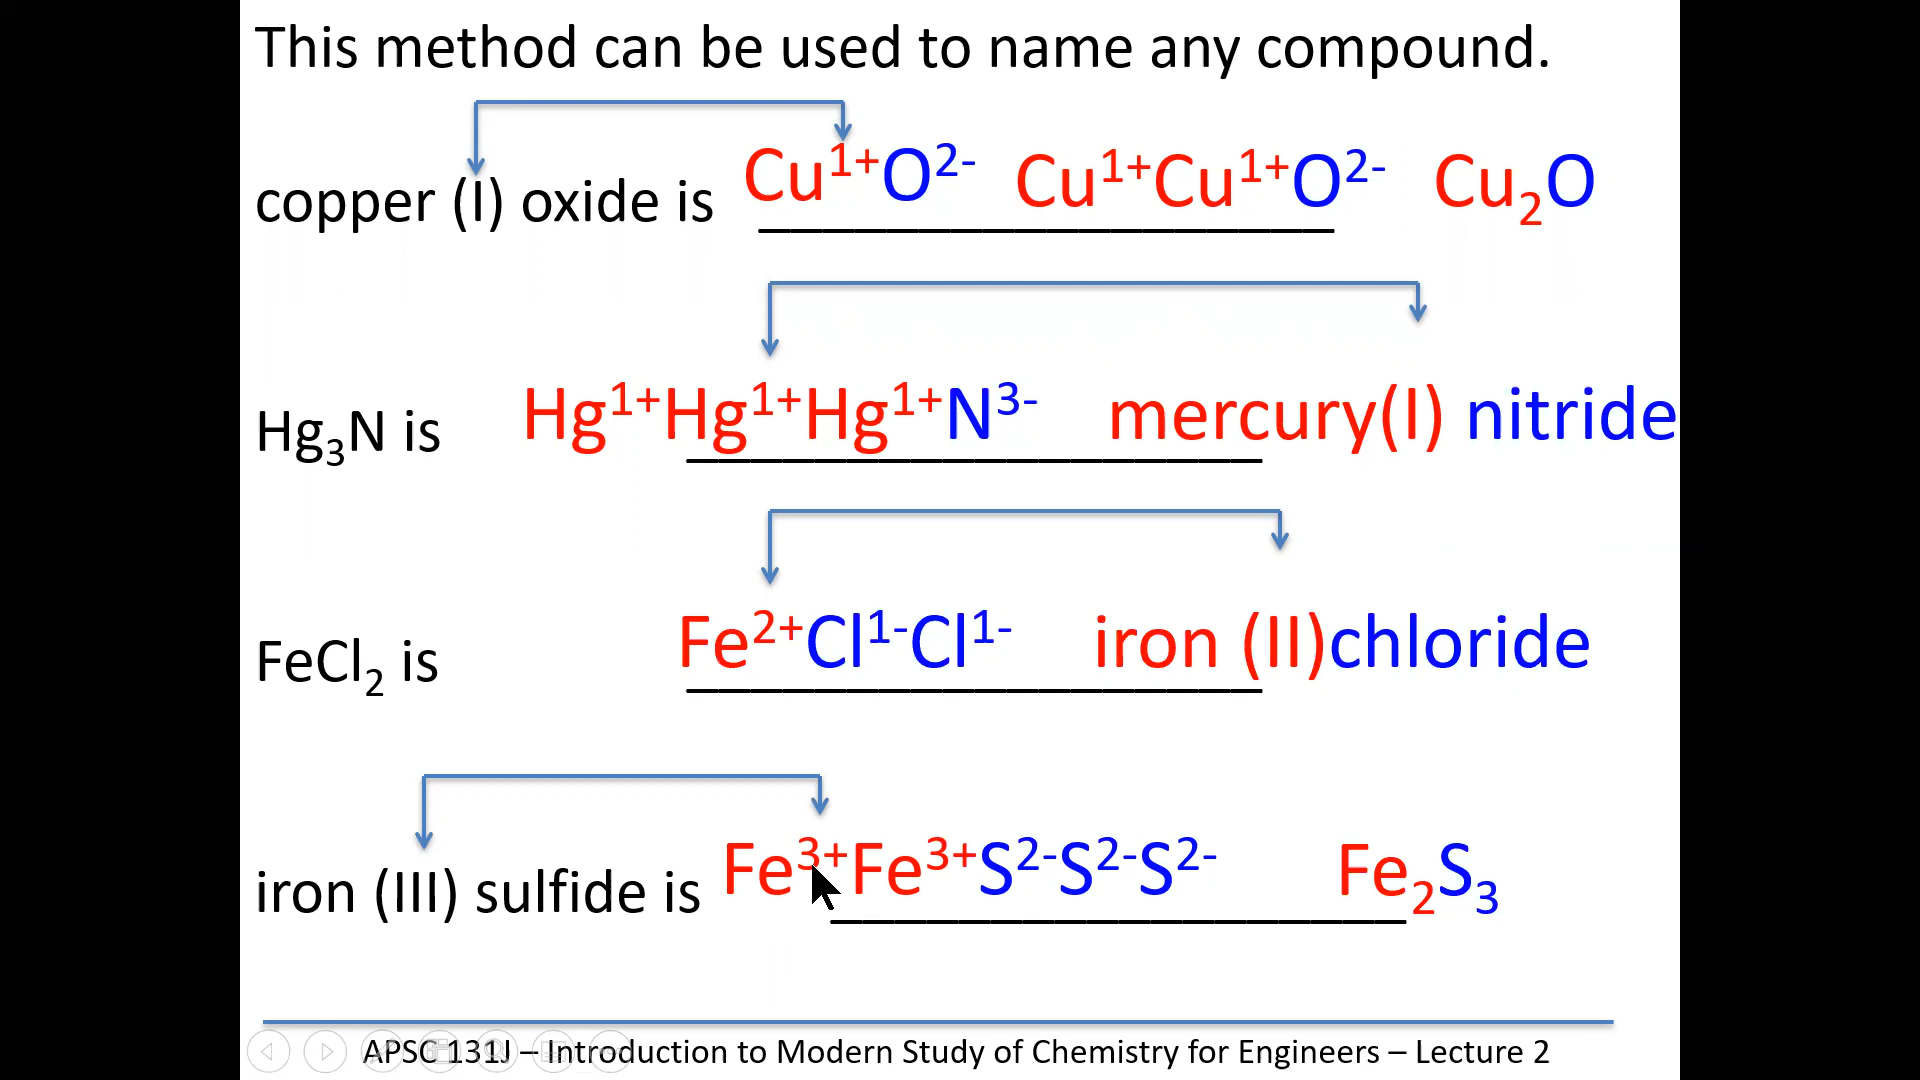 This method can be used to name any compound.
copper (I) oxide is Cu¹⁺O²⁻ Cu¹⁺Cu¹⁺O²⁻ Cu₂O
Hg₃N is Hg¹⁺Hg¹⁺Hg¹⁺N³⁻ mercury(I) nitride
FeCl₂ is Fe²⁺Cl¹⁻Cl¹⁻ iron (II)chloride
iron (III) sulfide is Fe³⁺Fe³⁺S²⁻S²⁻S²⁻ Fe₂S₃
APSC 131J – Introduction to Modern Study of Chemistry for Engineers – Lecture 2